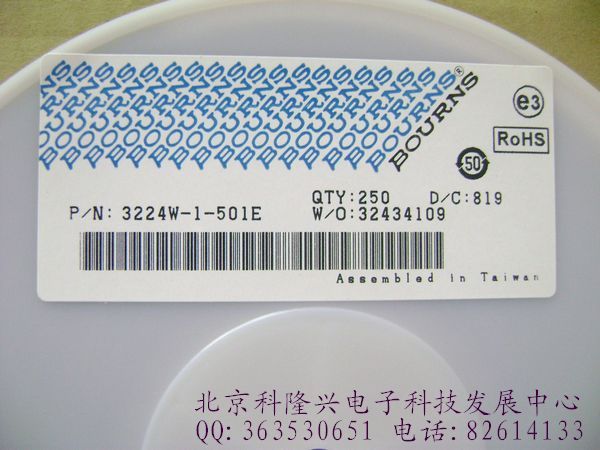 BOURNS®
e3
RoHS
50
QTY:250 D/C:819
P/N: 3224W-1-501E W/O:32434109
Assembled in Taiwan
北京科隆兴电子科技发展中心
QQ: 363530651 电话:82614133